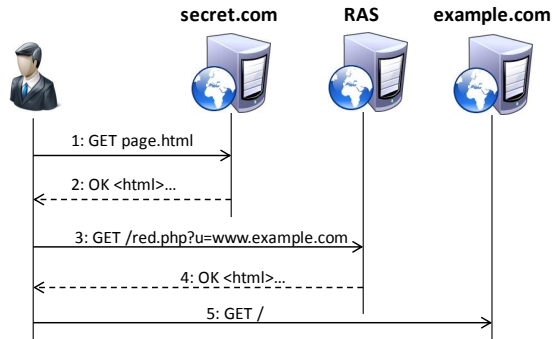 secret.com RAS example.com
1: GET page.html
2: OK <html>...
3: GET /red.php?u=www.example.com
4: OK <html>...
5: GET /